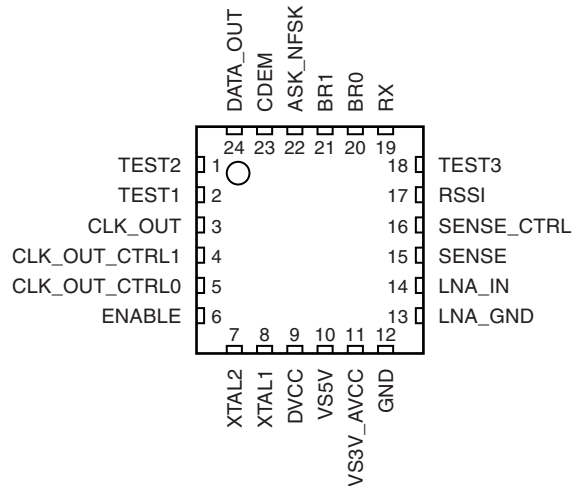 DATA_OUT
CDEM
ASK_NFSK
BR1
BR0
RX
24 23 22 21 20 19
TEST2 1 18 TEST3
TEST1 2 17 RSSI
CLK_OUT 3 16 SENSE_CTRL
CLK_OUT_CTRL1 4 15 SENSE
CLK_OUT_CTRL0 5 14 LNA_IN
ENABLE 6 13 LNA_GND
7 8 9 10 11 12
XTAL2
XTAL1
DVCC
VS5V
VS3V_AVCC
GND